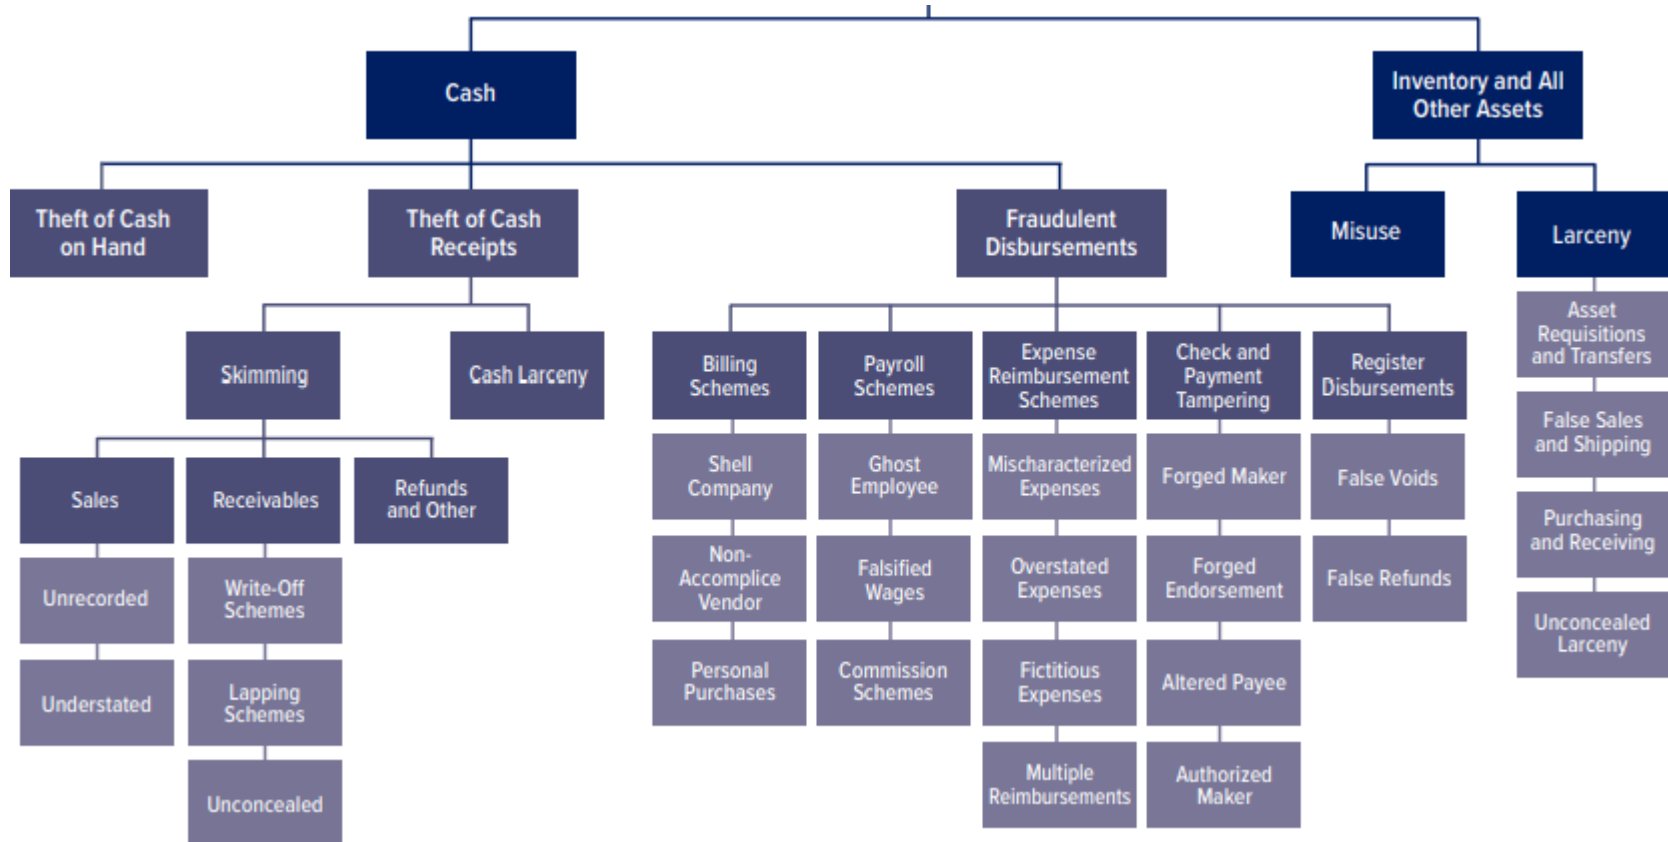 Cash
Inventory and All
Other Assets
Theft of Cash
on Hand
Theft of Cash
Receipts
Fraudulent
Disbursements
Misuse
Larceny
Skimming
Cash Larceny
Billing
Schemes
Payroll
Schemes
Expense
Reimbursement
Schemes
Check and
Payment
Tampering
Register
Disbursements
Asset
Requisitions
and Transfers
False Sales
and Shipping
Purchasing
and Receiving
Unconcealed
Larceny
Sales
Receivables
Refunds
and Other
Unrecorded
Understated
Write-Off
Schemes
Lapping
Schemes
Unconcealed
Shell
Company
Non-
Accomplice
Vendor
Personal
Purchases
Ghost
Employee
Falsified
Wages
Commission
Schemes
Mischaracterized
Expenses
Overstated
Expenses
Fictitious
Expenses
Multiple
Reimbursements
Forged Maker
Forged
Endorsement
Altered Payee
Authorized
Maker
False Voids
False Refunds